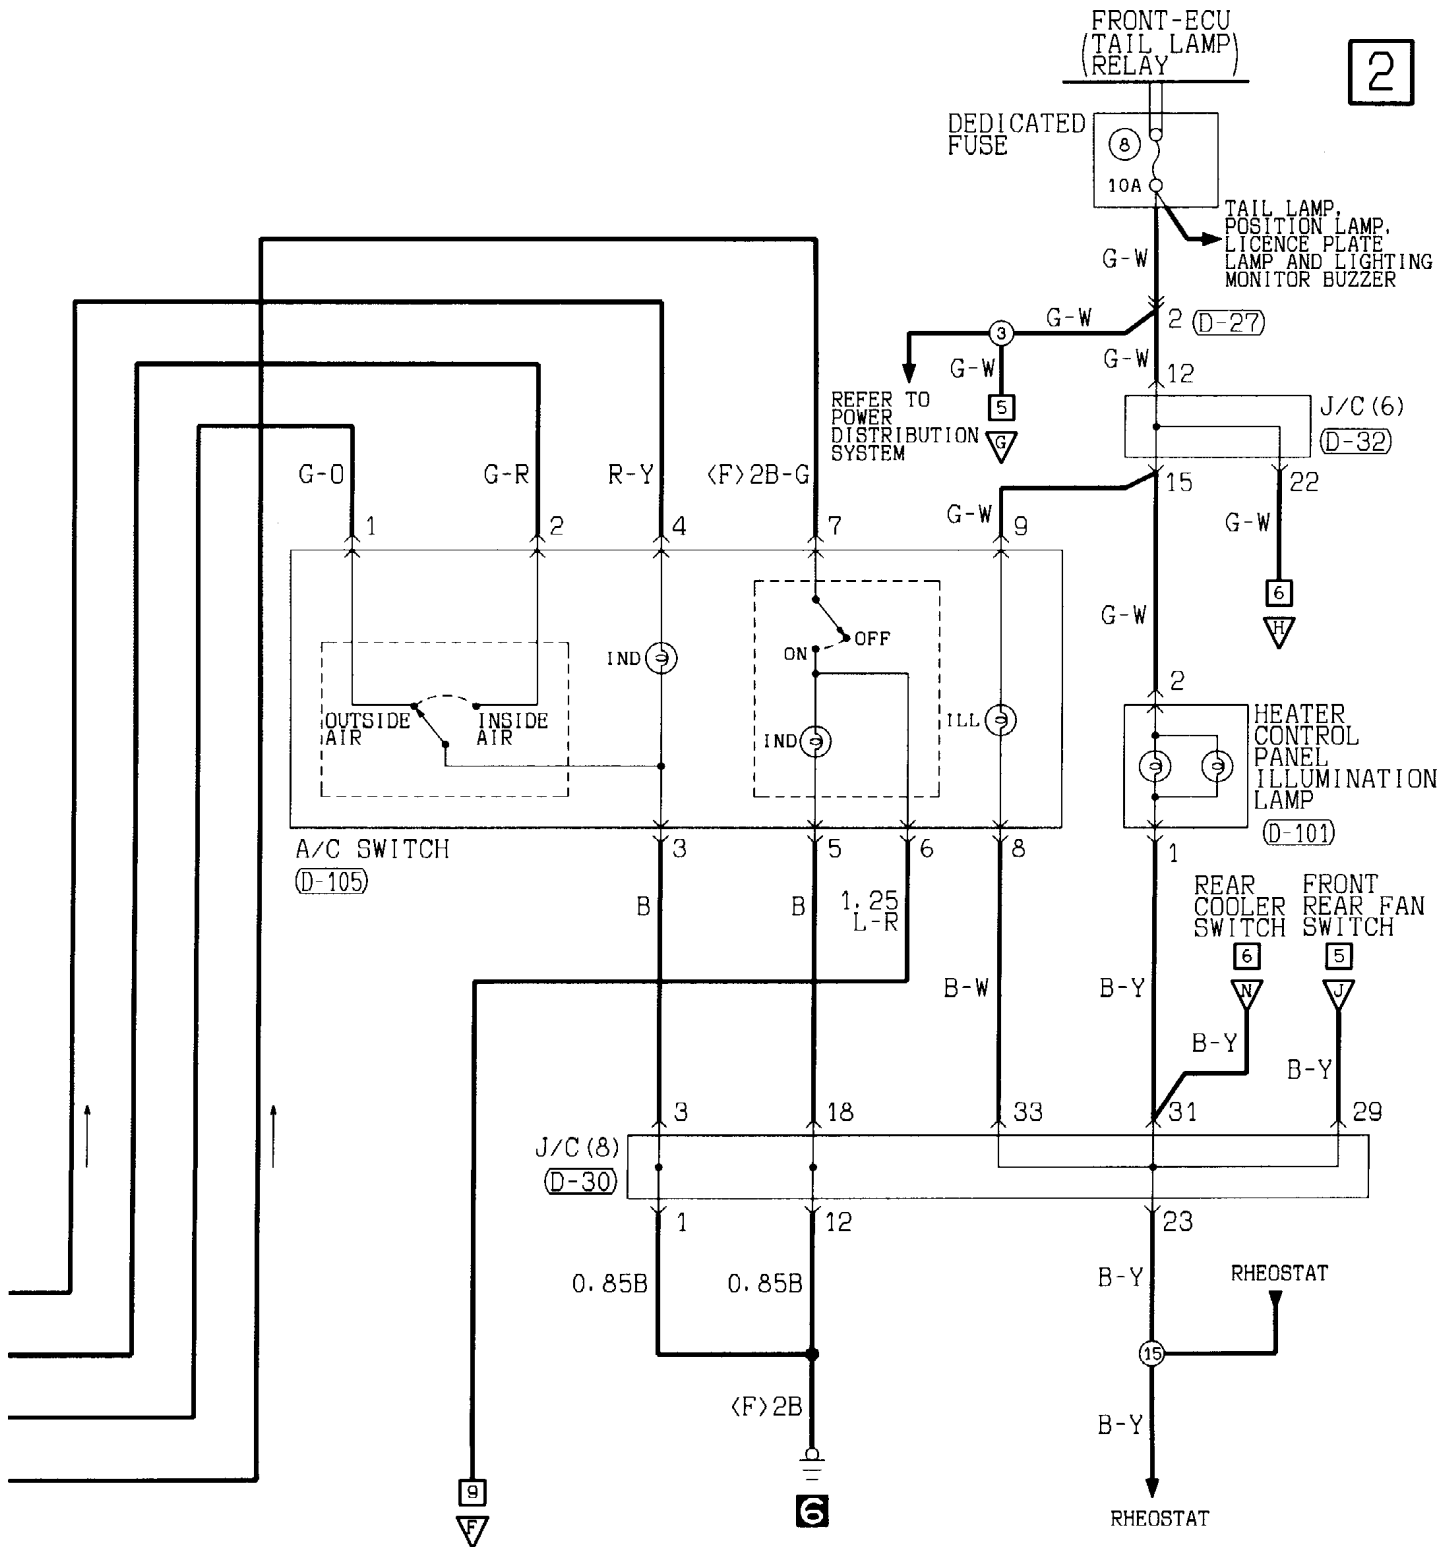 FRONT-ECU
(TAIL LAMP)
RELAY
2
DEDICATED
FUSE
8
10A
TAIL LAMP,
POSITION LAMP,
LICENCE PLATE
LAMP AND LIGHTING
MONITOR BUZZER
G-W
G-W
2
D-27
3
G-W
G-W
12
REFER TO
POWER
DISTRIBUTION
SYSTEM
5
G
J/C(6)
D-32
G-O
G-R
R-Y
<F>2B-G
15
22
G-W
G-W
1
2
4
7
9
6
H
G-W
IND
OFF
ON
2
OUTSIDE
AIR
INSIDE
AIR
IND
ILL
HEATER
CONTROL
PANEL
ILLUMINATION
LAMP
D-101
A/C SWITCH
D-105
3
5
6
8
1
B
B
1.25
L-R
REAR
COOLER
SWITCH
FRONT
REAR FAN
SWITCH
6
5
N
J
B-W
B-Y
B-Y
B-Y
3
18
33
31
29
J/C(8)
D-30
1
12
23
0.85B
0.85B
B-Y
RHEOSTAT
15
<F>2B
B-Y
9
F
6
RHEOSTAT